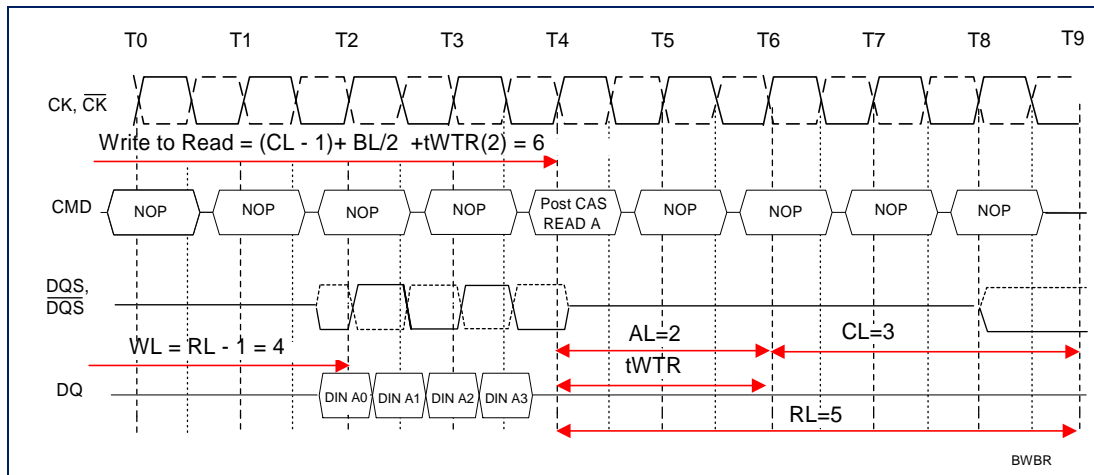 T0 T1 T2 T3 T4 T5 T6 T7 T8 T9
CK, CK
Write to Read = (CL - 1)+ BL/2 +tWTR(2) = 6
CMD NOP NOP NOP NOP Post CAS READ A NOP NOP NOP NOP
DQS,
DQS
AL=2 CL=3
WL = RL - 1 = 4
tWTR
DQ DIN A0 DIN A1 DIN A2 DIN A3
RL=5
BWBR